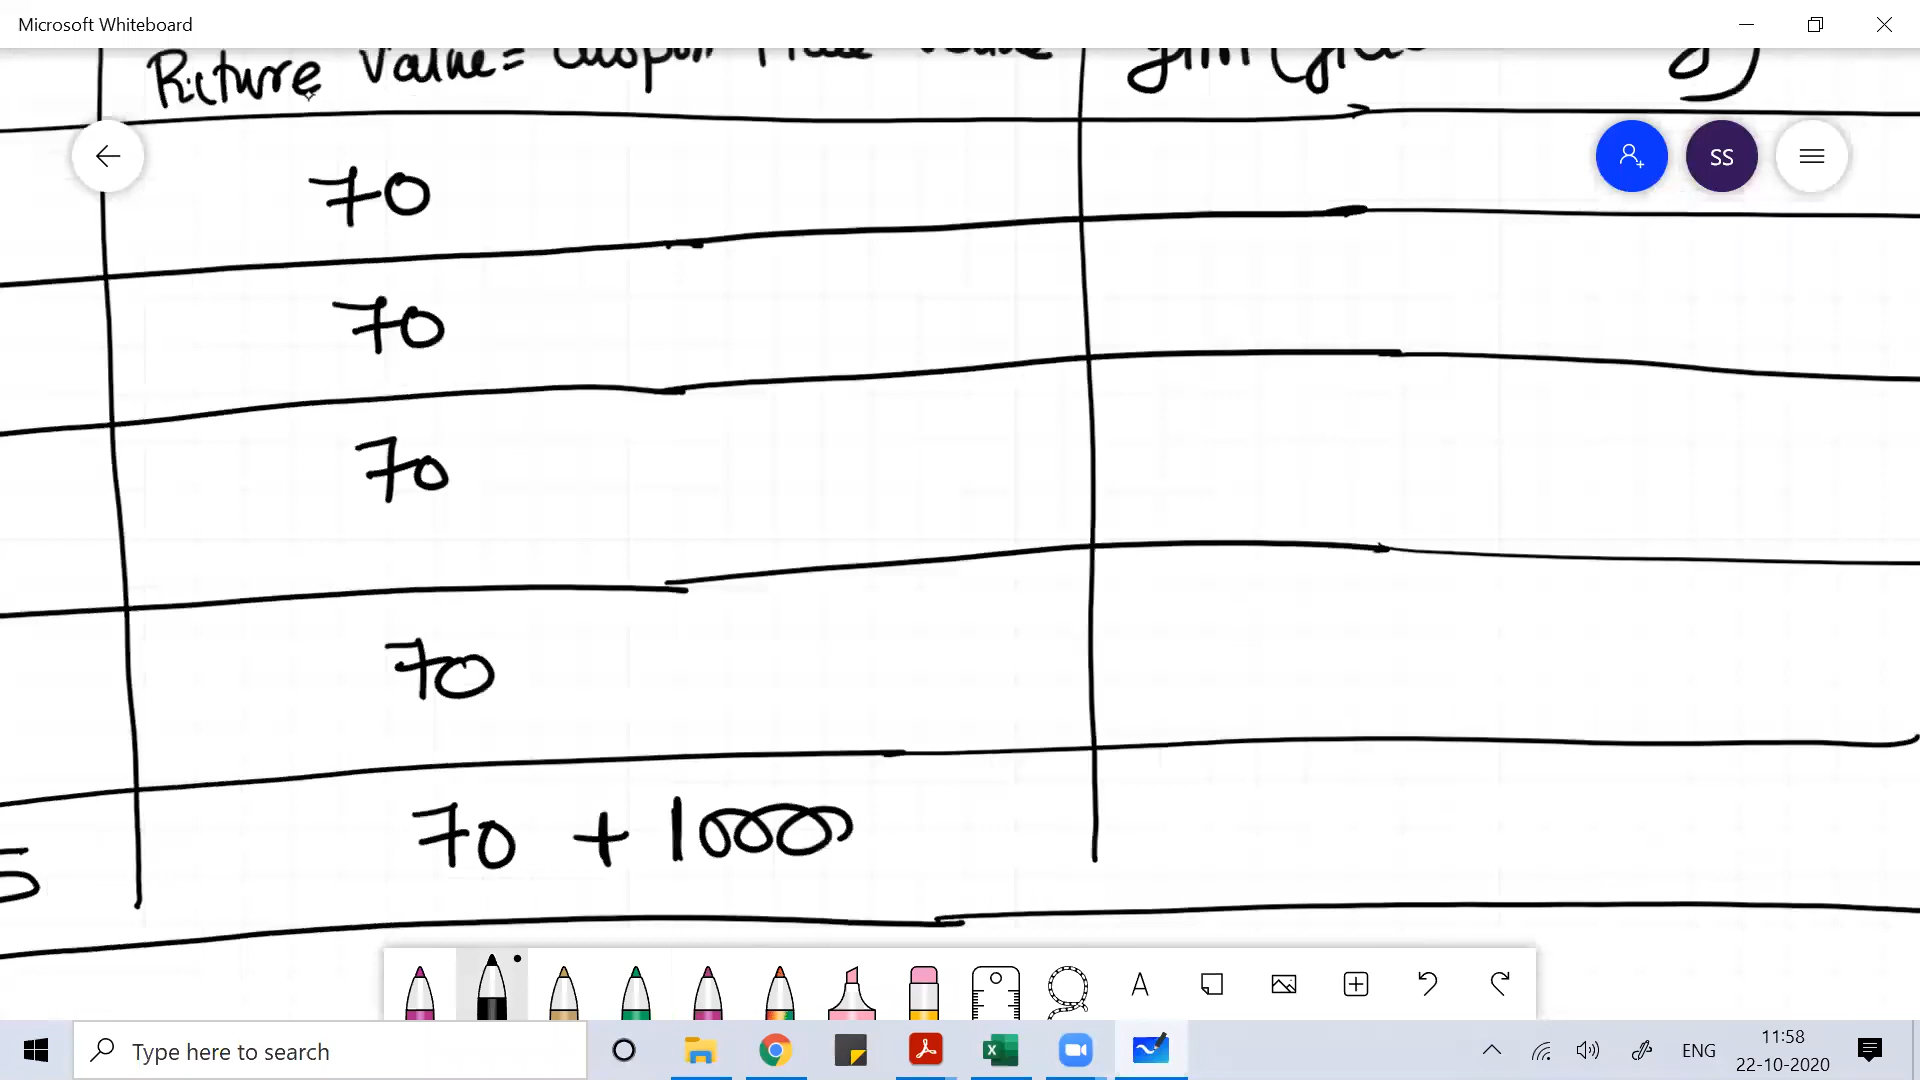 Microsoft Whiteboard
Picture Value = Coupon
SS
70
70
70
70
70 + 1000
A
Type here to search
ENG
11:58
22-10-2020